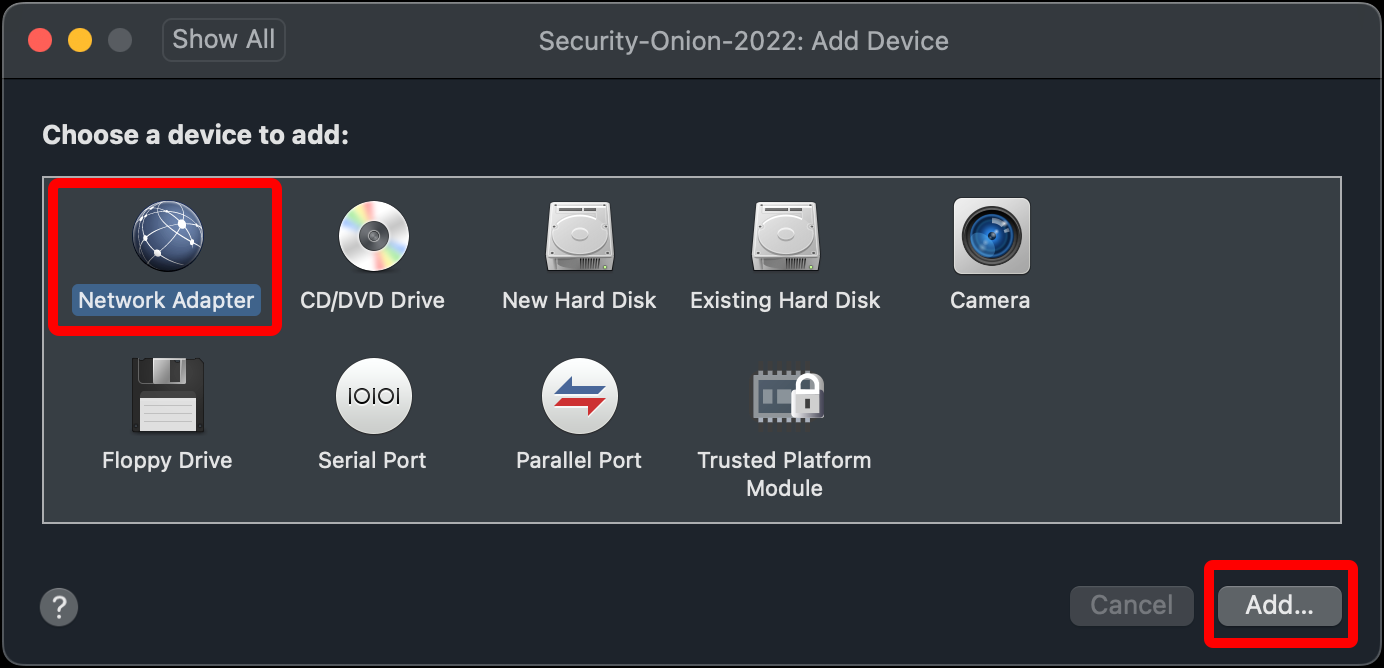 Show All
Security-Onion-2022: Add Device
Choose a device to add:
Network Adapter
CD/DVD Drive
New Hard Disk
Existing Hard Disk
Camera
Floppy Drive
IOIOI
Serial Port
Parallel Port
Trusted Platform
Module
?
Cancel
Add...